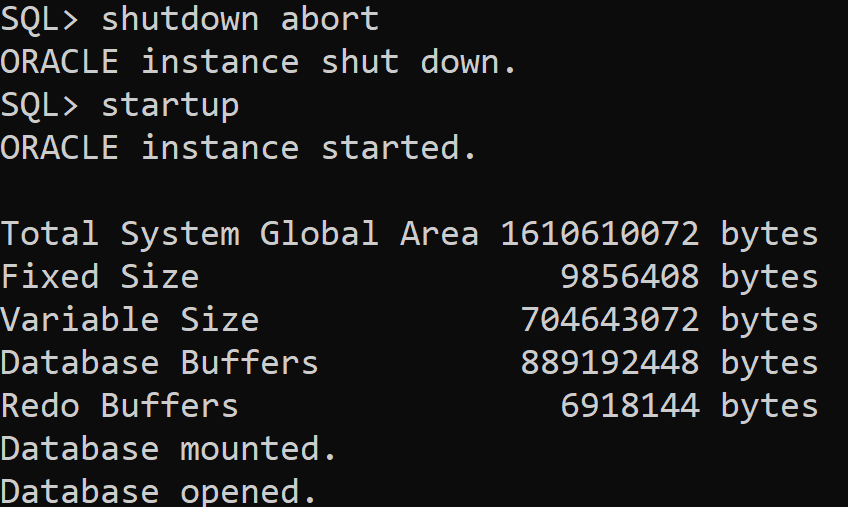 SQL> shutdown abort
ORACLE instance shut down.
SQL> startup
ORACLE instance started.

Total System Global Area 1610610072 bytes
Fixed Size                  9856408 bytes
Variable Size             704643072 bytes
Database Buffers          889192448 bytes
Redo Buffers                6918144 bytes
Database mounted.
Database opened.